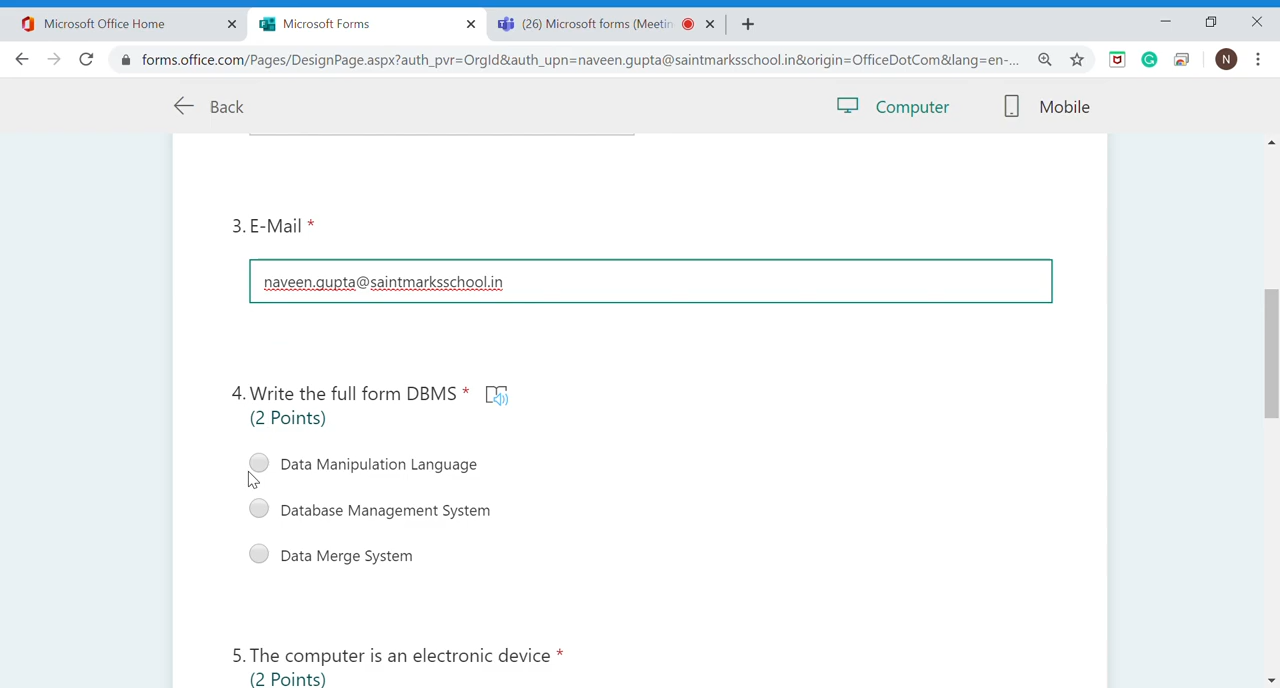 Microsoft Office Home
Microsoft Forms
(26) Microsoft forms (Meetin
forms.office.com/Pages/DesignPage.aspx?auth_pvr=OrgId&auth_upn=naveen.gupta@saintmarksschool.in&origin=OfficeDotCom&lang=en-...
N
Back
Computer
Mobile
3. E-Mail *
naveen.gupta@saintmarksschool.in
4. Write the full form DBMS *
(2 Points)
Data Manipulation Language
Database Management System
Data Merge System
5. The computer is an electronic device *
(2 Points)